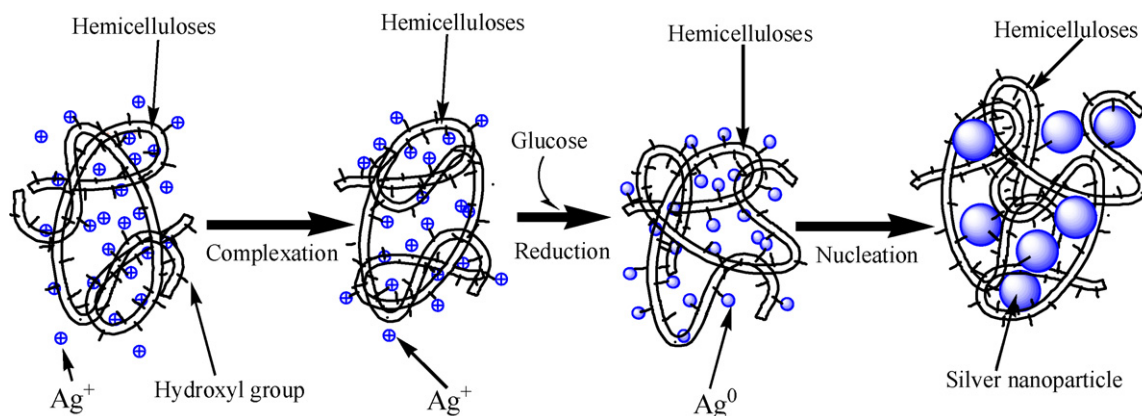 Hemicelluloses
Hemicelluloses
Hemicelluloses
Hemicelluloses
Glucose
Complexation
Reduction
Nucleation
Ag⁺
Hydroxyl group
Ag⁺
Ag⁰
Silver nanoparticle